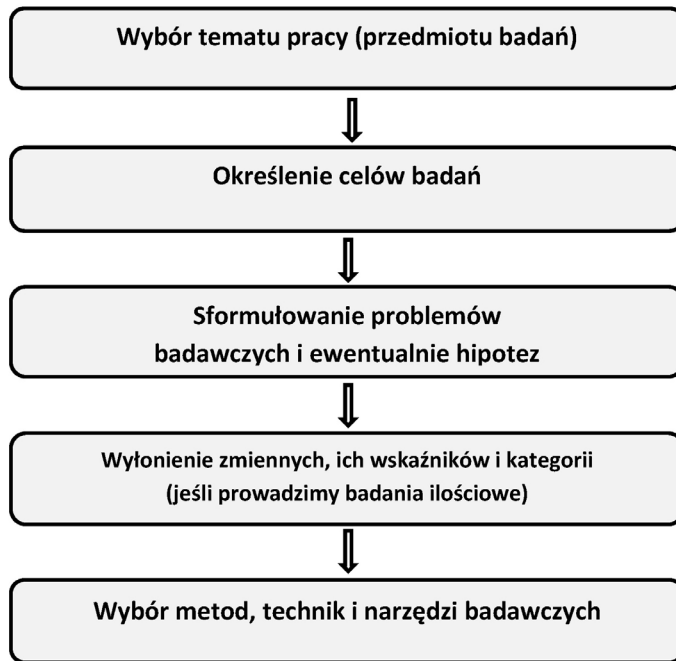 Wybór tematu pracy (przedmiotu badań)
Określenie celów badań
Sformułowanie problemów
badawczych i ewentualnie hipotez
Wyłonienie zmiennych, ich wskaźników i kategorii
(jeśli prowadzimy badania ilościowe)
Wybór metod, technik i narzędzi badawczych